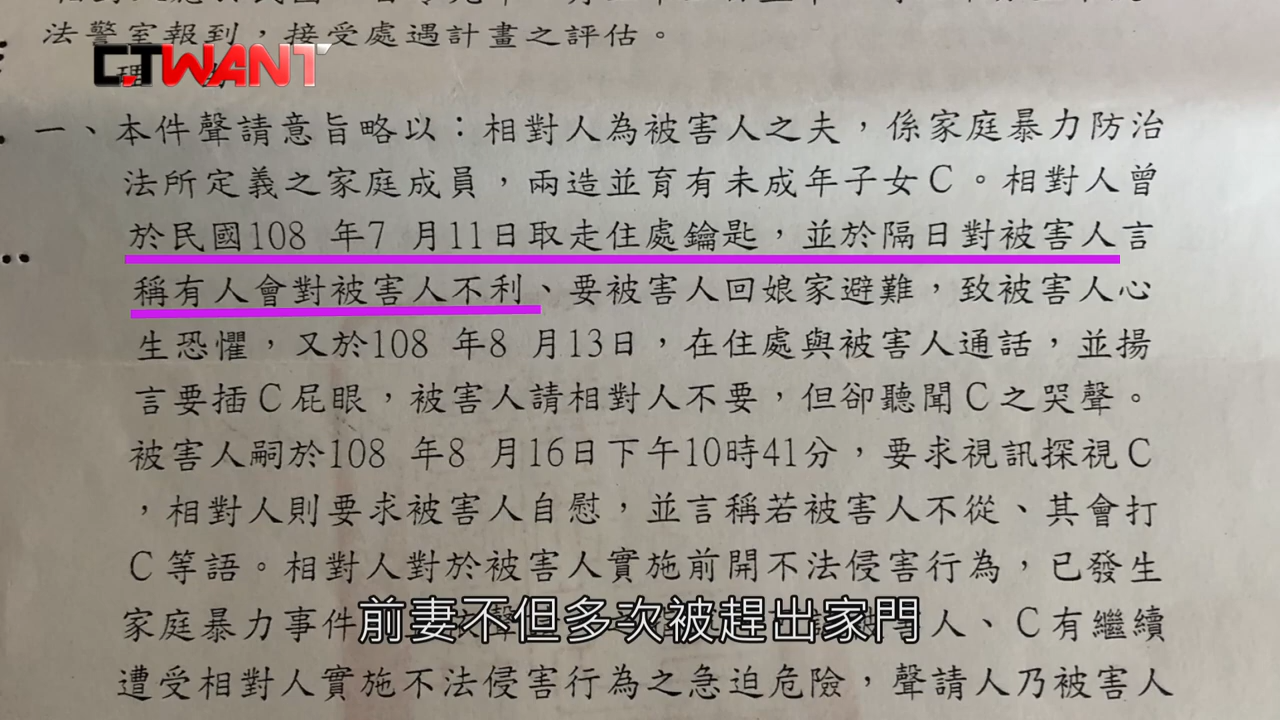 法警室報到，接受處遇計畫之評估。
CTWANT
理
一、本件聲請意旨略以：相對人為被害人之夫，係家庭暴力防治
法所定義之家庭成員，兩造並育有未成年子女C。相對人曾
於民國108 年7 月11日取走住處鑰匙，並於隔日對被害人言
稱有人會對被害人不利、要被害人回娘家避難，致被害人心
生恐懼，又於108 年8 月13日，在住處與被害人通話，並揚
言要插C屁眼，被害人請相對人不要，但卻聽聞C之哭聲。
被害人嗣於108 年8 月16日下午10時41分，要求視訊探視C
，相對人則要求被害人自慰，並言稱若被害人不從、其會打
C等語。相對人對於被害人實施前開不法侵害行為，已發生
家庭暴力事件 人、C有繼續
前妻不但多次被趕出家門
遭受相對人實施不法侵害行為之急迫危險，聲請人乃被害人